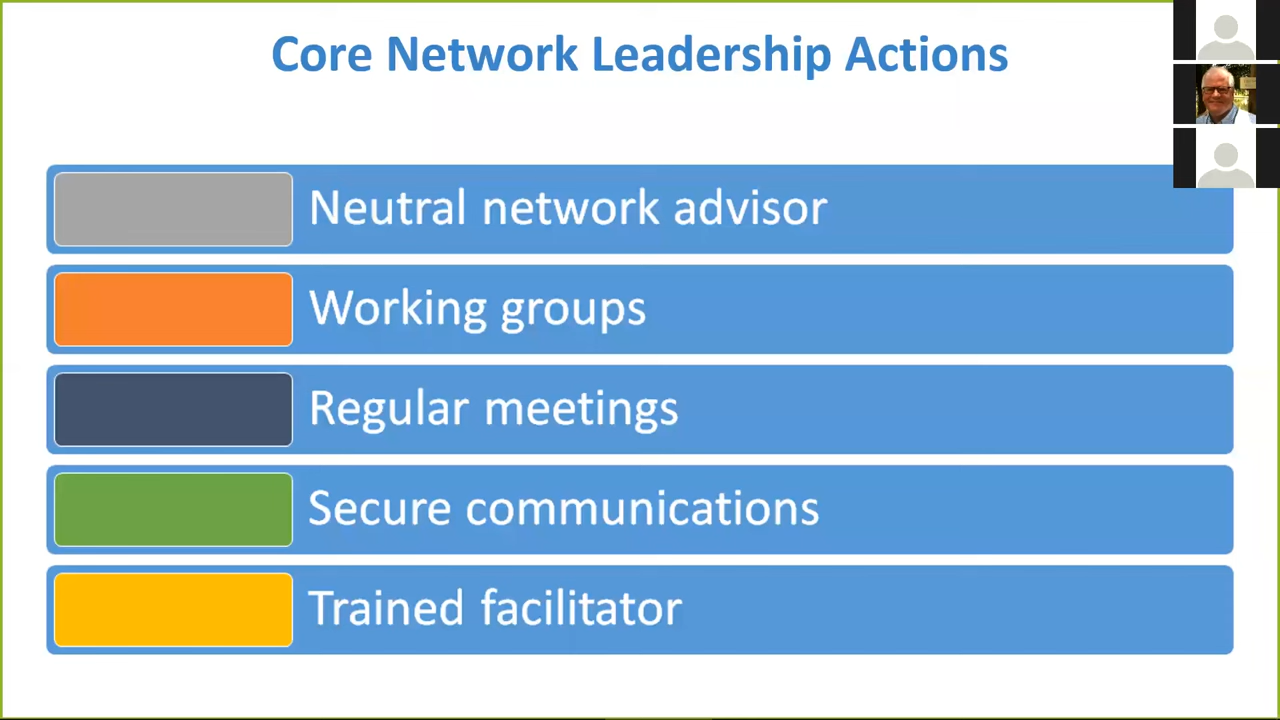 Core Network Leadership Actions
Neutral network advisor
Working groups
Regular meetings
Secure communications
Trained facilitator